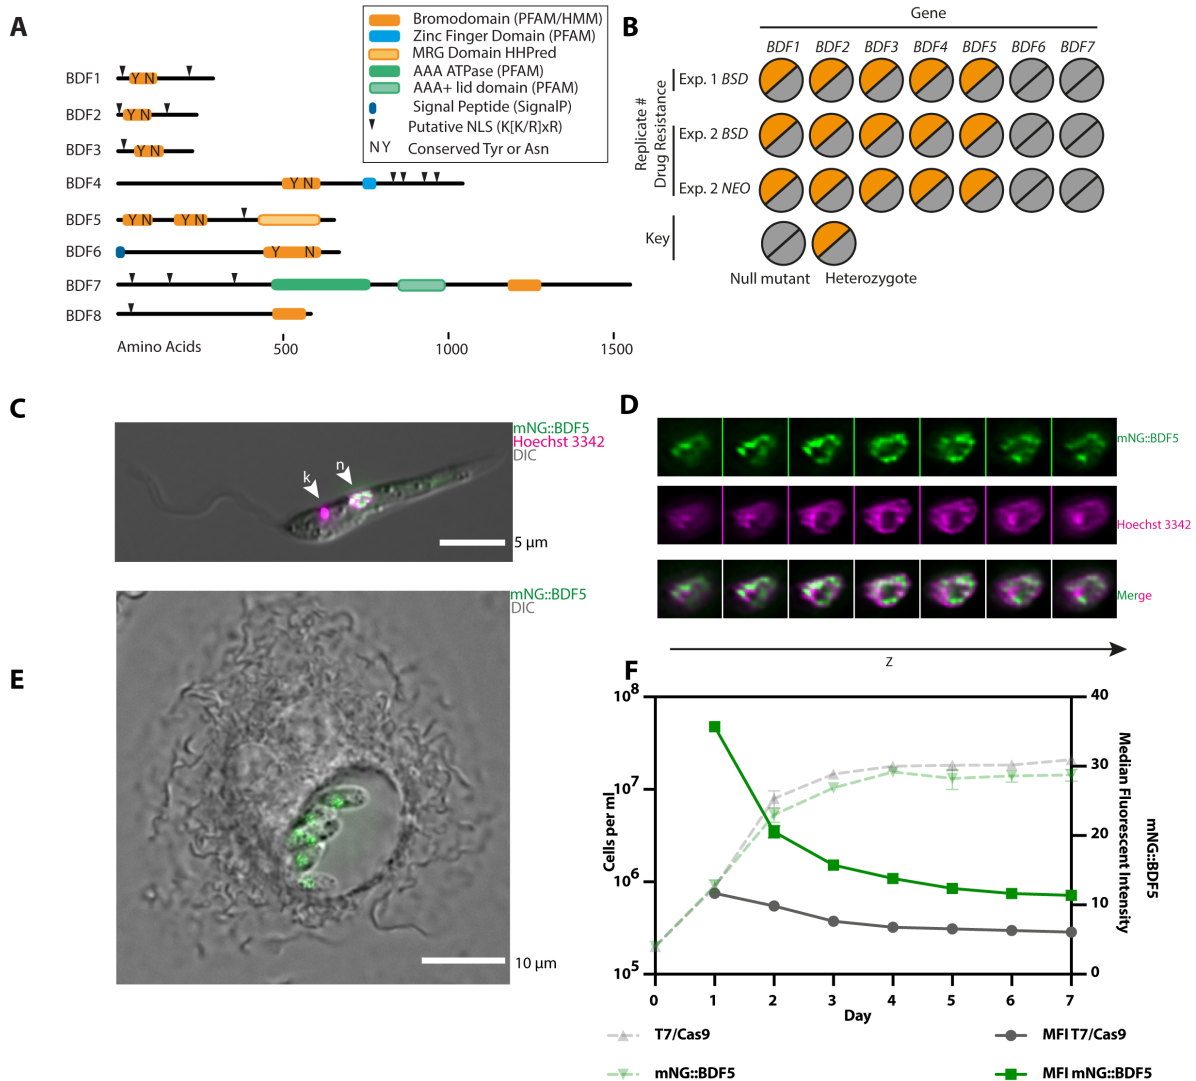 A
Bromodomain (PFAM/HMM)
Zinc Finger Domain (PFAM)
MRG Domain HHPred
AAA ATPase (PFAM)
AAA+ lid domain (PFAM)
Signal Peptide (SignalP)
Putative NLS (K[K/R]xR)
N Y Conserved Tyr or Asn
BDF1 Y N
BDF2 Y N
BDF3 Y N
BDF4 Y N
BDF5 Y N Y N
BDF6 Y N
BDF7
BDF8
Amino Acids 500 1000 1500
B
Gene
BDF1 BDF2 BDF3 BDF4 BDF5 BDF6 BDF7
Replicate #
Drug Resistance
Exp. 1 BSD
Exp. 2 BSD
Exp. 2 NEO
Key
Null mutant Heterozygote
C
mNG::BDF5
Hoechst 3342
DIC
k n
5 µm
D
mNG::BDF5
Hoechst 3342
Merge
Z
E
mNG::BDF5
DIC
10 µm
F
10⁸ 40
10⁷ 30
20
10⁶ 10
10⁵ 0
Cells per ml
Median Fluorescent Intensity
mNG::BDF5
0 1 2 3 4 5 6 7
Day
T7/Cas9 MFI T7/Cas9
mNG::BDF5 MFI mNG::BDF5